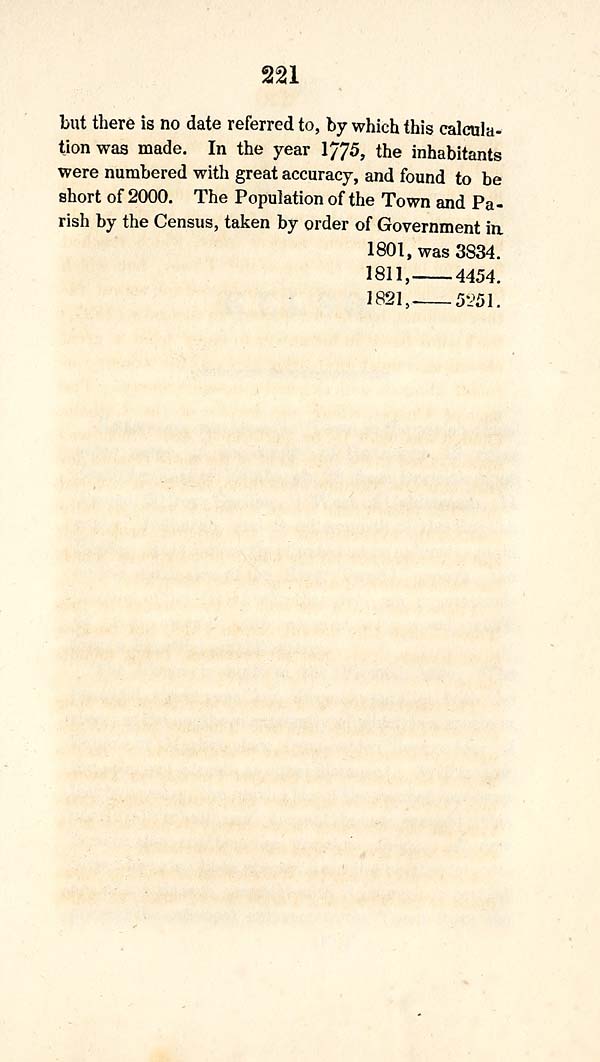 221
but there is no date referred to, by which this calcula-
tion was made. In the year 1775, the inhabitants
were numbered with great accuracy, and found to be
short of 2000. The Population of the Town and Pa-
rish by the Census, taken by order of Government in
1801, was 3834.
1811,——4454.
1821,——5251.